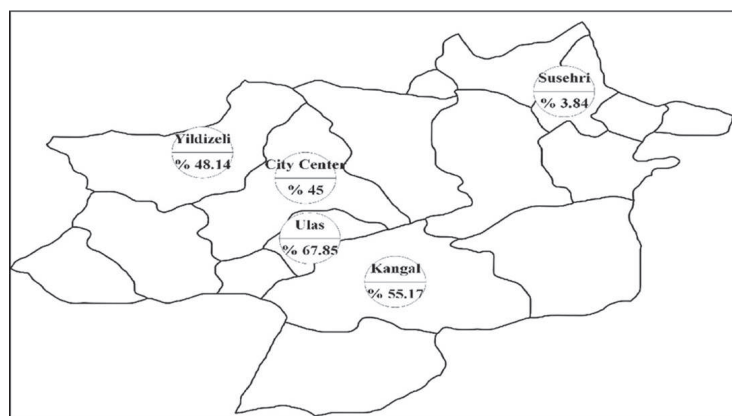 Susehri
% 3.84
Yildizeli
% 48.14
City Center
% 45
Ulas
% 67.85
Kangal
% 55.17